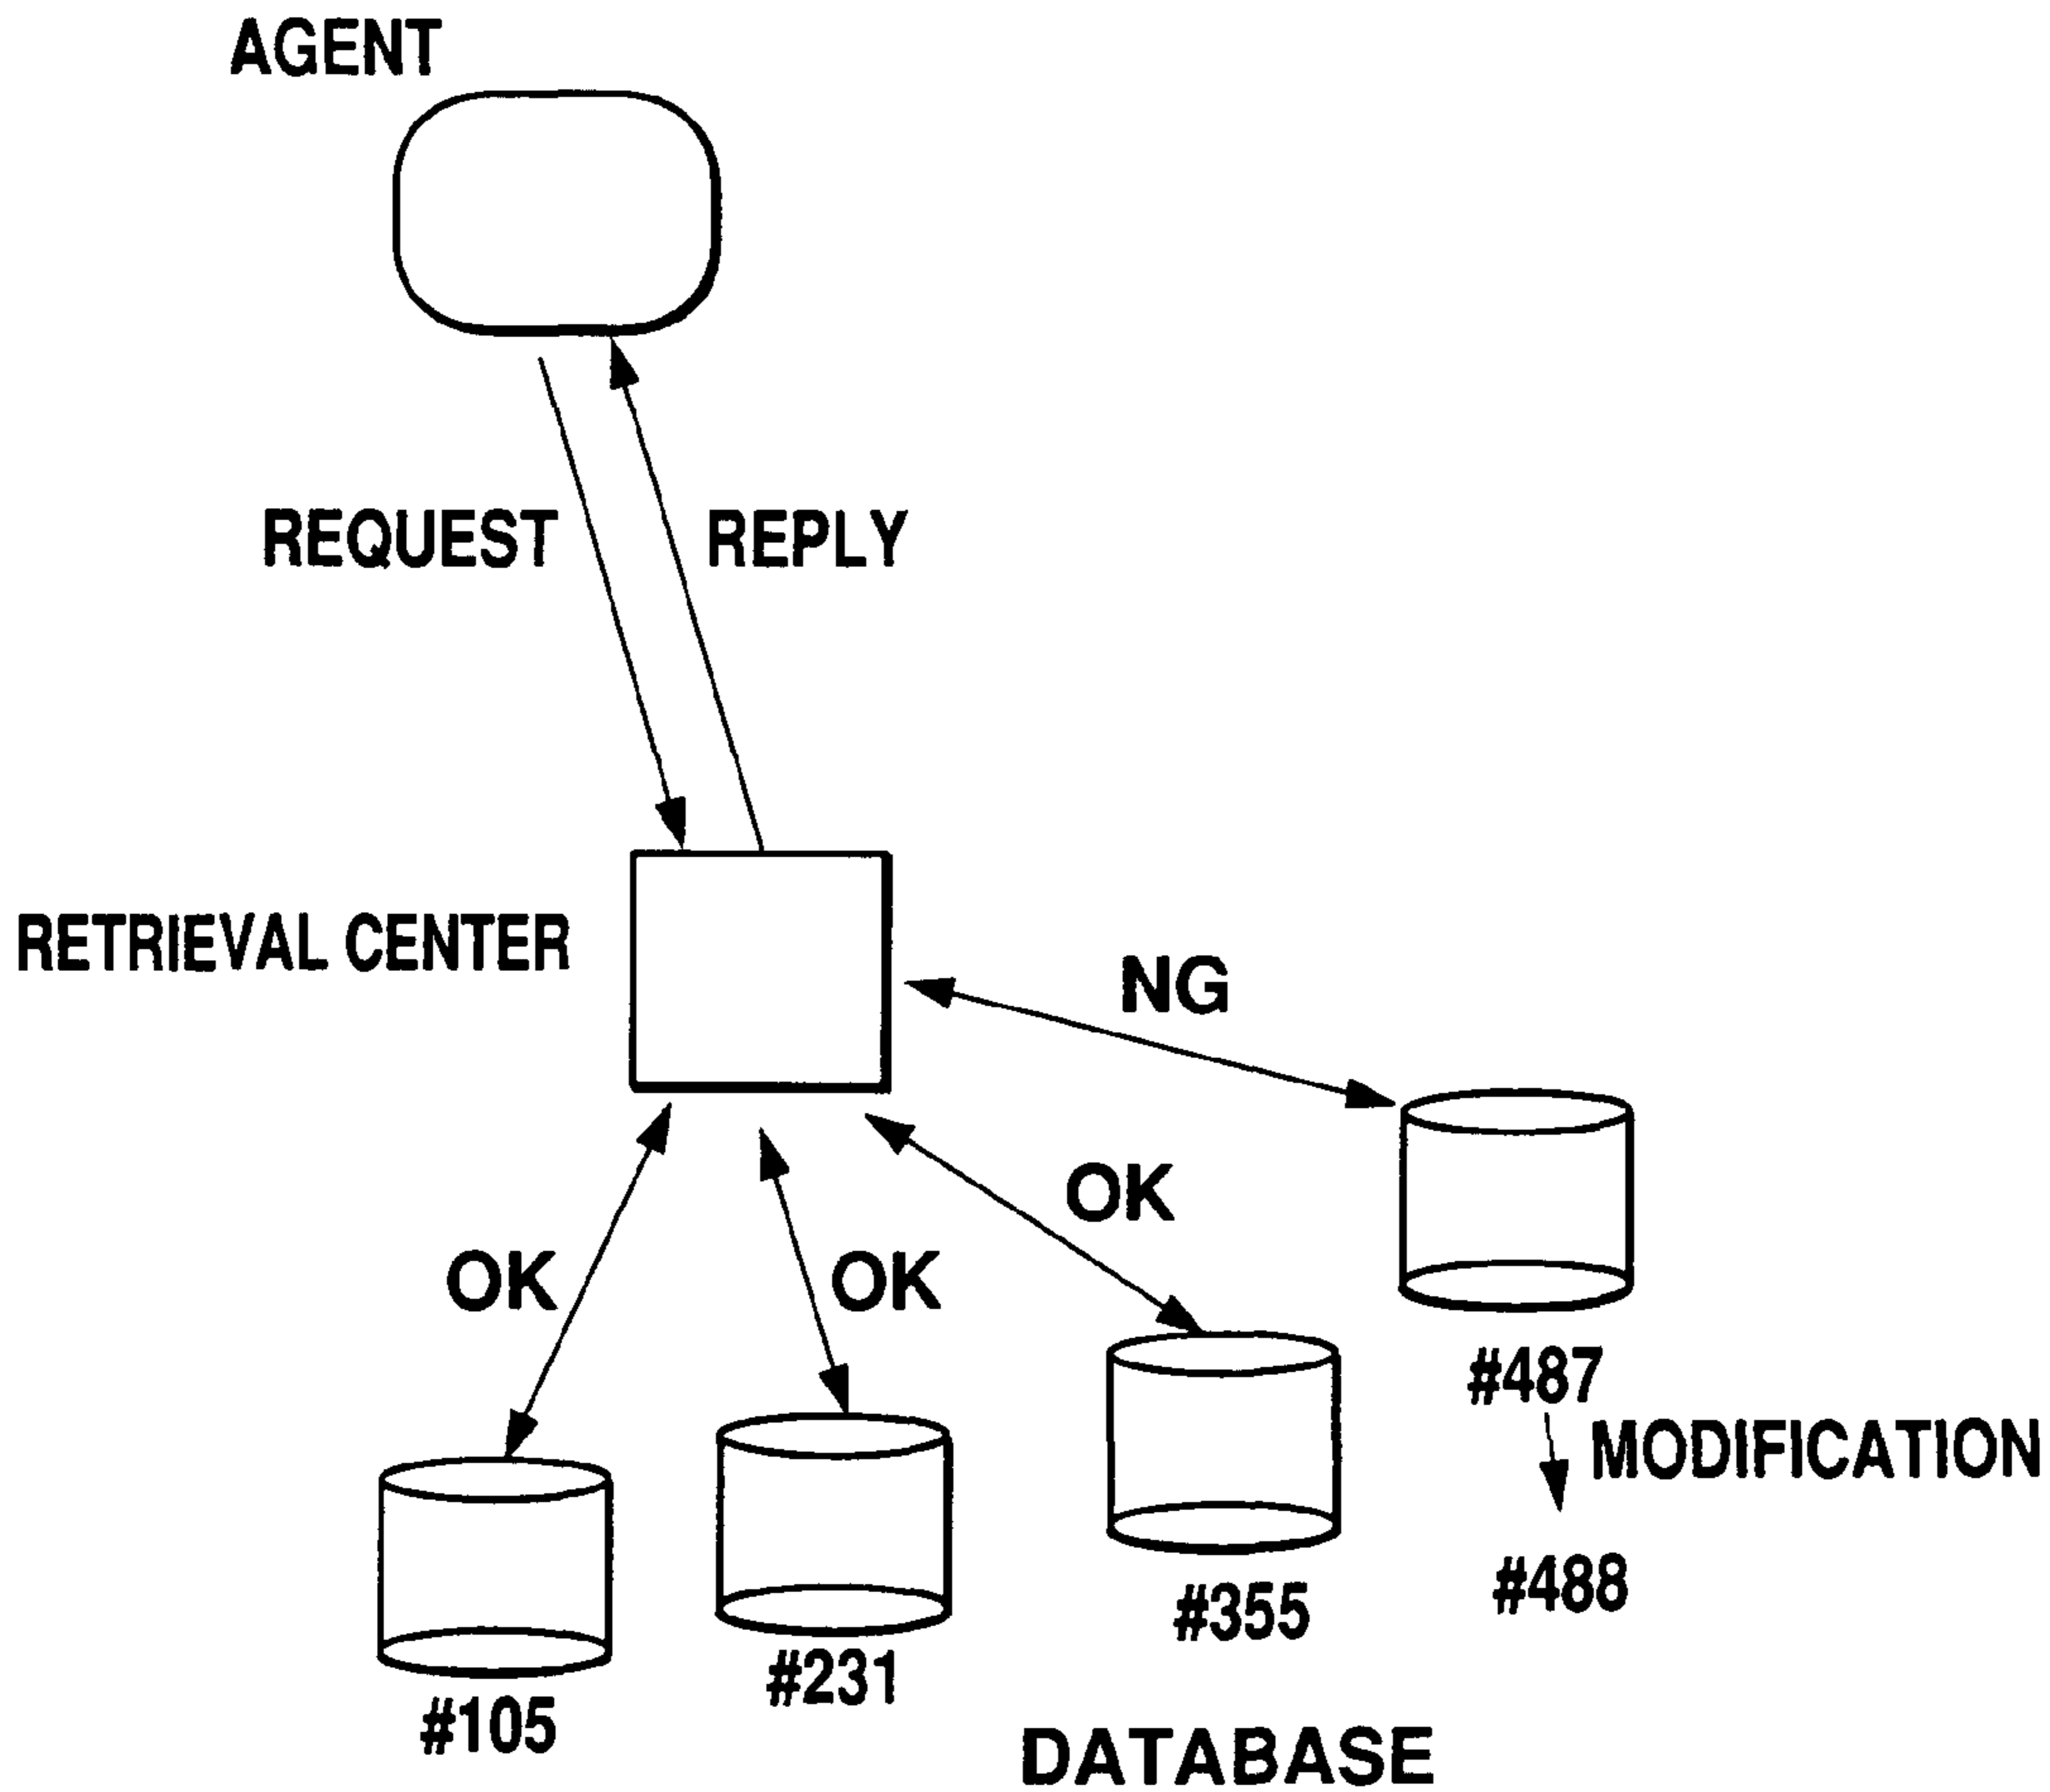 AGENT
REQUEST
REPLY
RETRIEVAL CENTER
NG
OK
OK
OK
#487
MODIFICATION
#488
#355
#231
#105
DATABASE